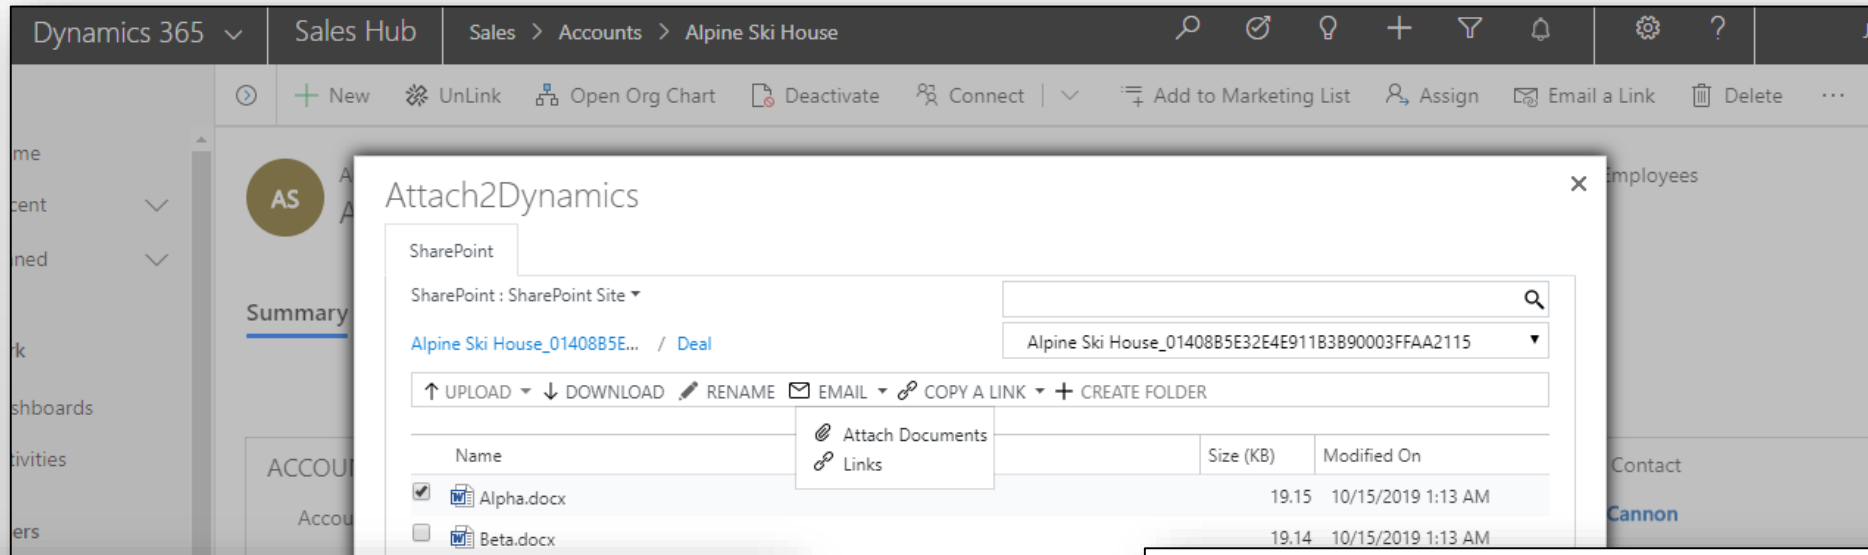 Dynamics 365 Sales Hub Sales > Accounts > Alpine Ski House ?
New UnLink Open Org Chart Deactivate Connect Add to Marketing List Assign Email a Link Delete ...
me
cent
ned
rk
shboards
tivities
ers
AS A
A
Employees
Summary
ACCOU
Accou
Contact
Cannon
Attach2Dynamics
SharePoint
SharePoint : SharePoint Site
Alpine Ski House_01408B5E... / Deal
Alpine Ski House_01408B5E32E4E911B3B90003FFAA2115
UPLOAD DOWNLOAD RENAME EMAIL COPY A LINK CREATE FOLDER
Attach Documents
Links
Name Size (KB) Modified On
Alpha.docx 19.15 10/15/2019 1:13 AM
Beta.docx 19.14 10/15/2019 1:13 AM